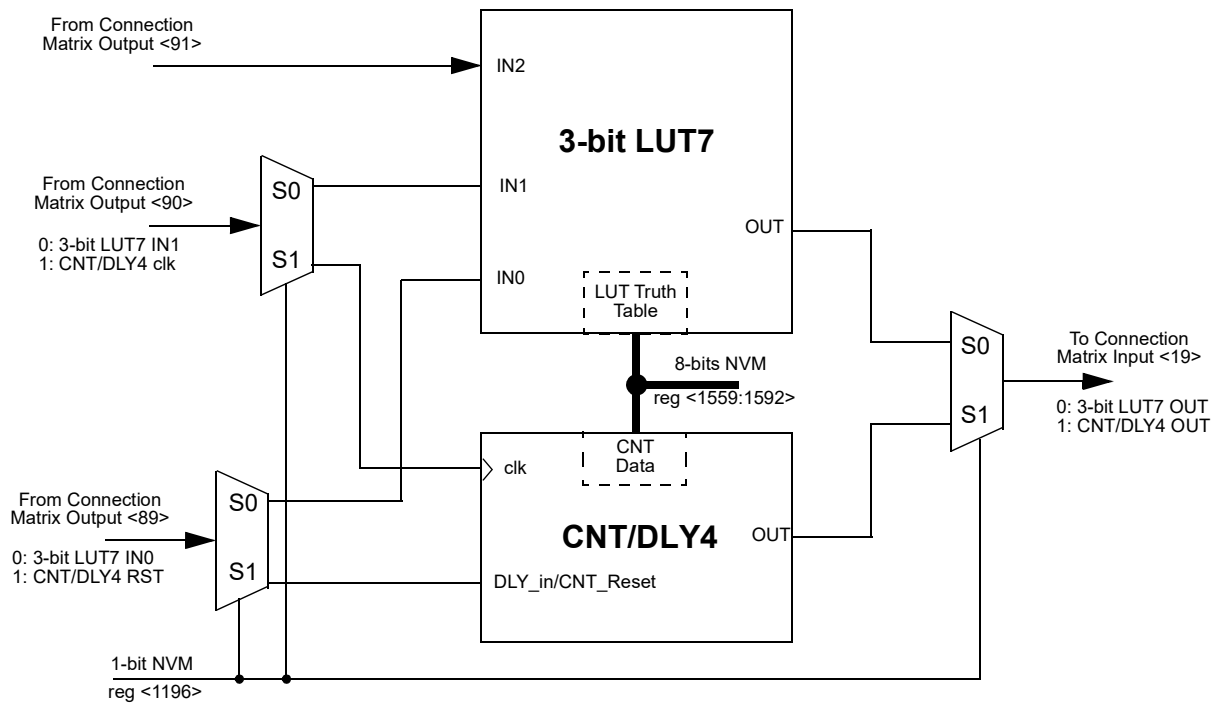 From Connection
Matrix Output <91>
IN2
3-bit LUT7
From Connection
Matrix Output <90>
0: 3-bit LUT7 IN1
1: CNT/DLY4 clk
S0
S1
IN1
IN0
OUT
LUT Truth
Table
8-bits NVM
reg <1559:1592>
S0
S1
To Connection
Matrix Input <19>
0: 3-bit LUT7 OUT
1: CNT/DLY4 OUT
CNT
Data
clk
CNT/DLY4
OUT
DLY_in/CNT_Reset
From Connection
Matrix Output <89>
0: 3-bit LUT7 IN0
1: CNT/DLY4 RST
S0
S1
1-bit NVM
reg <1196>